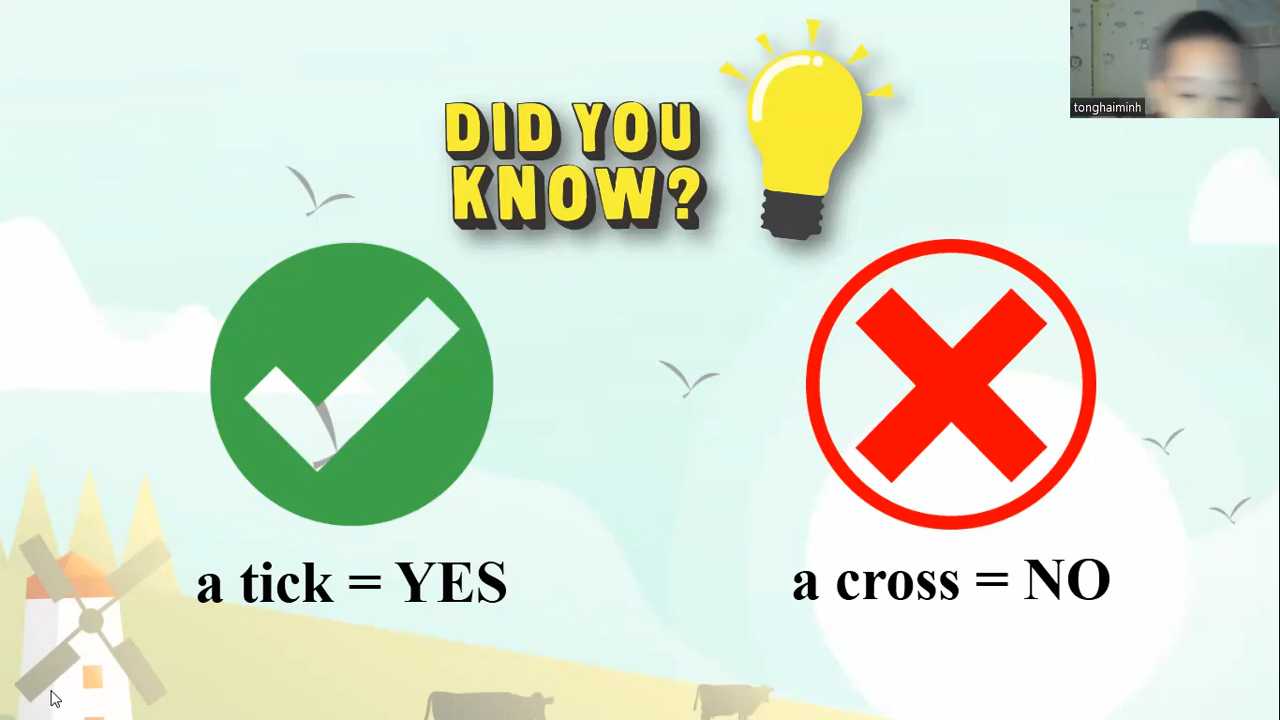 tonghaiminh
DID YOU
KNOW?
a tick = YES
a cross = NO